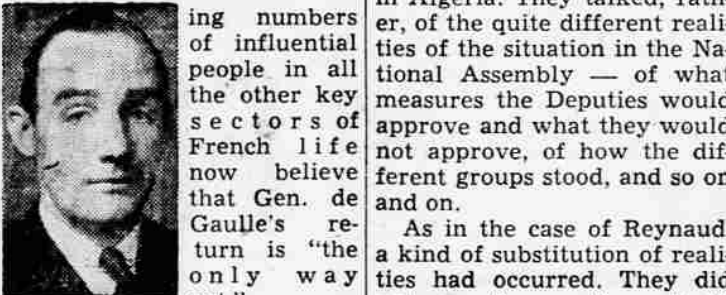 ing numbers
of influential
people in all
the other key
sectors of
French life
now believe
that Gen. de
Gaulle's re-
turn is "the
only way
in Algeria. They talked,
er, of the quite different reali
ties of the situation in the Na
tional Assembly — of wha
measures the Deputies would
approve and what they would
not approve, of how the dif
ferent groups stood, and so on
and on.
As in the case of Reynaud
a kind of substitution of reali
ties had occurred. They did